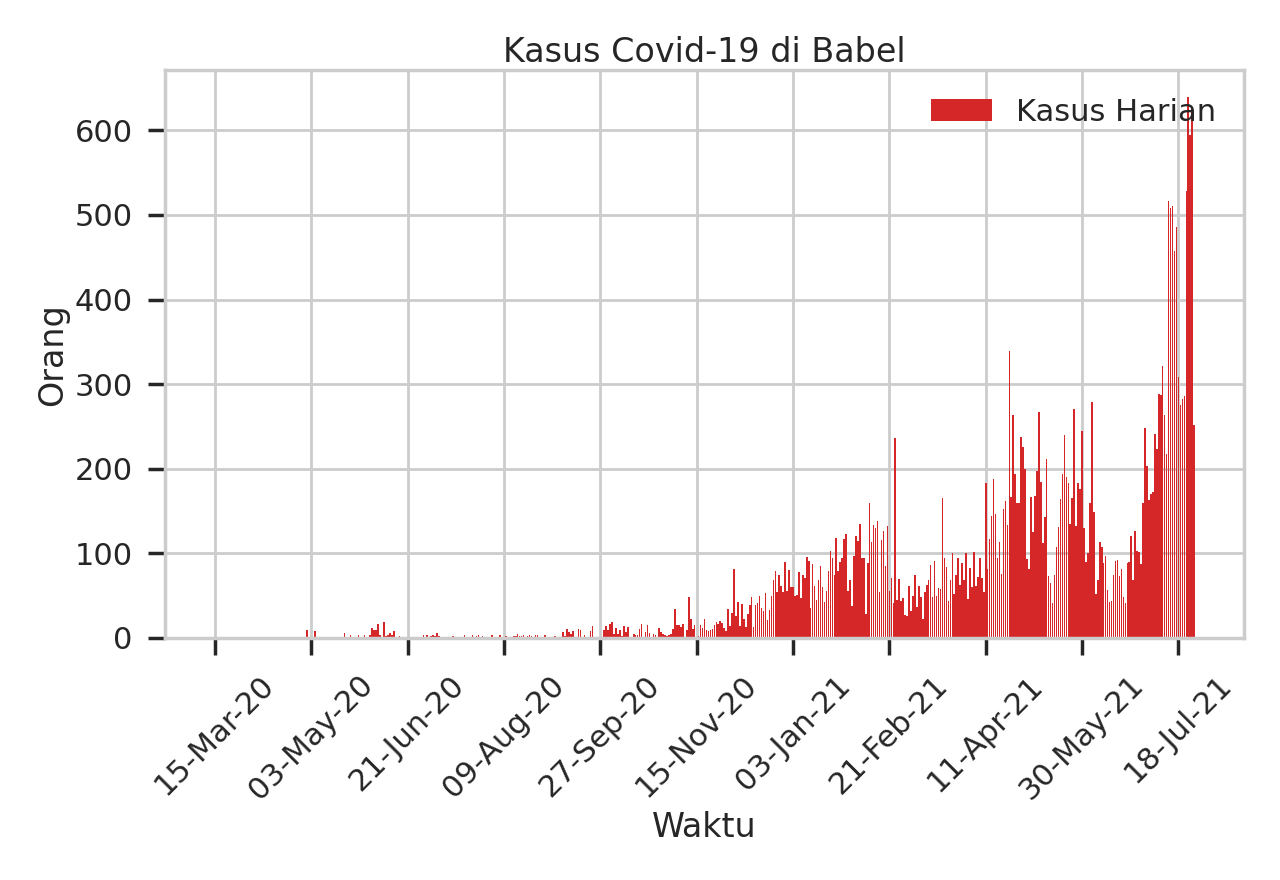 Kasus Covid-19 di Babel
Kasus Harian
600
500
400
300
200
100
0
Orang
15-Mar-20
03-May-20
21-Jun-20
09-Aug-20
27-Sep-20
15-Nov-20
03-Jan-21
21-Feb-21
11-Apr-21
30-May-21
18-Jul-21
Waktu